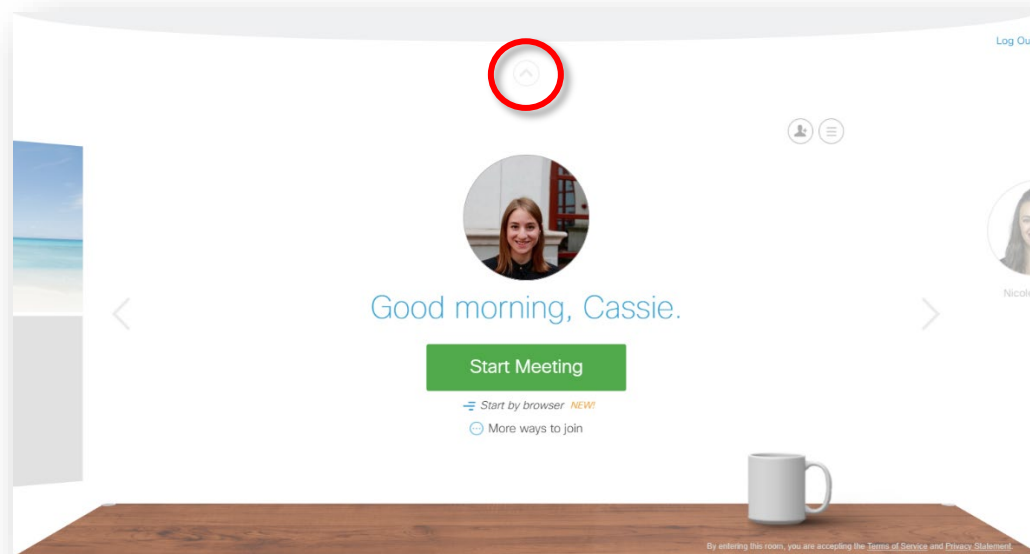 Log Ou
Good morning, Cassie.
Start Meeting
Start by browser NEW!
More ways to join
Nicol
By entering this room, you are accepting the Terms of Service and Privacy Statement.